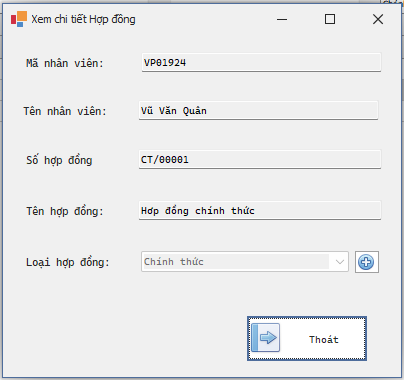 Xem chi tiết Hợp đồng
Mã nhân viên: VP01924
Tên nhân viên: Vũ Văn Quân
Số hợp đồng CT/00001
Tên hợp đồng: Hơp đồng chính thức
Loại hợp đồng: Chính thức
Thoát